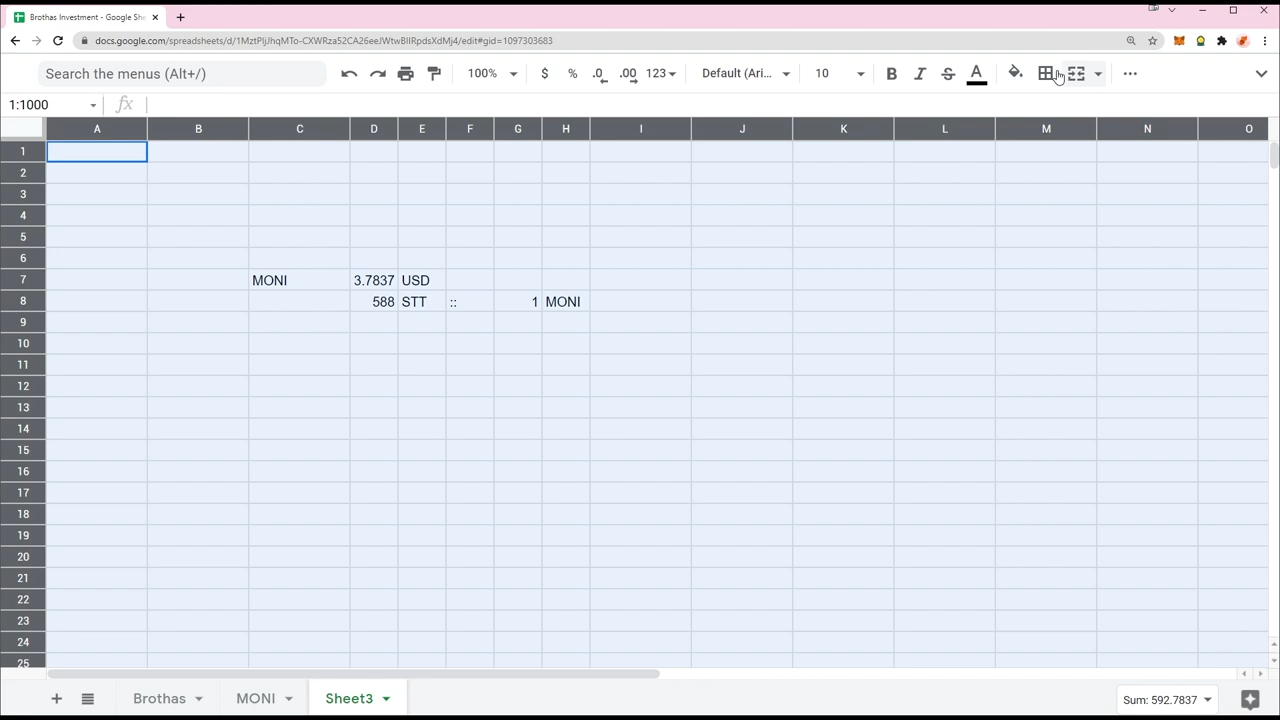 Brothas Investment - Google She
docs.google.com/spreadsheets/d/1MztPIjJhqMTo-CXWRza52CA26eeJWtwBIIRpdsXdMj4/edit#gid=1097303683
Search the menus (Alt+/) 100% $ % .0 .00 123 Default (Ari... 10 B I S A
1:1000 fx
A B C D E F G H I J K L M N O
1
2
3
4
5
6
7 MONI 3.7837 USD
8 588 STT :: 1 MONI
9
10
11
12
13
14
15
16
17
18
19
20
21
22
23
24
25
Brothas MONI Sheet3 Sum: 592.7837